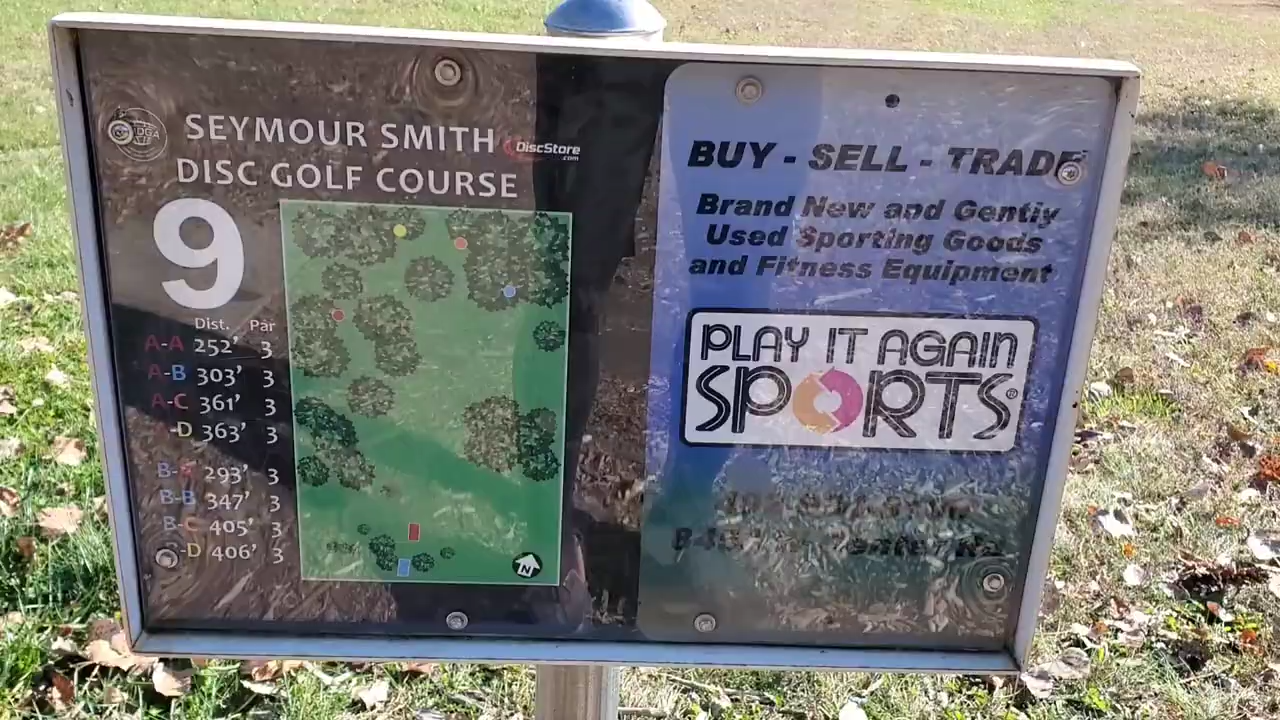 SEYMOUR SMITH
DISC GOLF COURSE
DiscStore
.com
9
Dist. Par
A-A 252' 3
A-B 303' 3
A-C 361' 3
-D 363' 3
B- 293' 3
B-B 347' 3
B-C 405' 3
-D 406' 3
N
BUY - SELL - TRADE
Brand New and Gently
Used Sporting Goods
and Fitness Equipment
PLAY IT AGAIN
SPORTS®